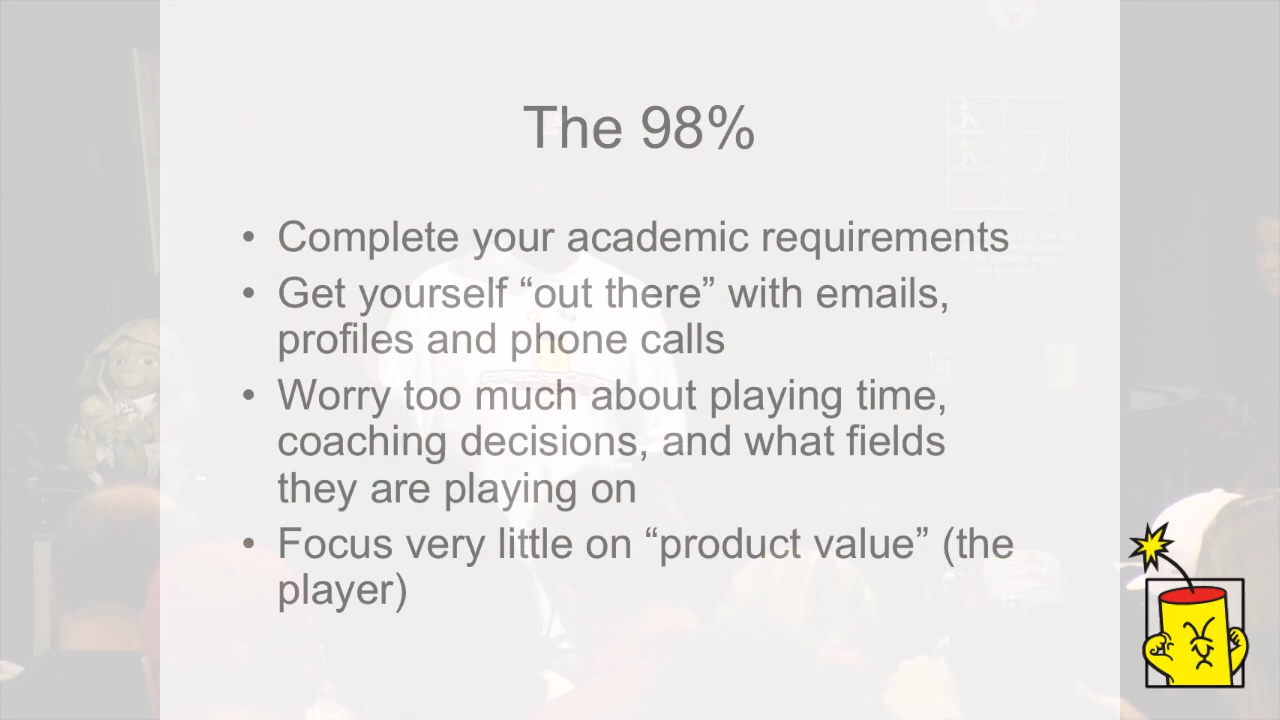 The 98%
• Complete your academic requirements
• Get yourself “out there” with emails,
profiles and phone calls
• Worry too much about playing time,
coaching decisions, and what fields
they are playing on
• Focus very little on “product value” (the
player)